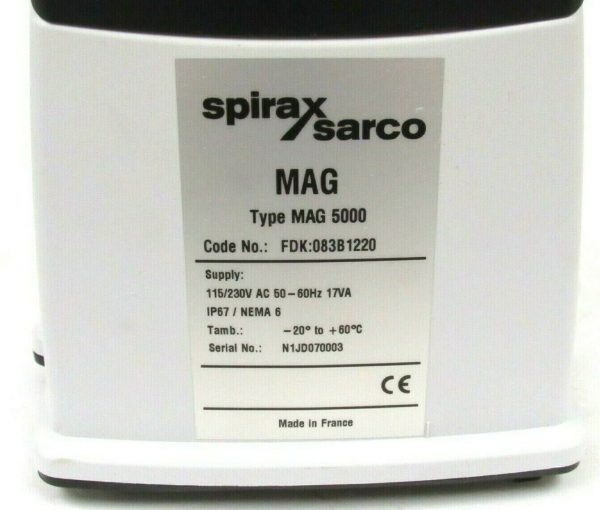 spirax
sarco
MAG
Type MAG 5000
Code No.: FDK:083B1220
Supply:
115/230V AC 50-60Hz 17VA
IP67 / NEMA 6
Tamb.: -20° to +60°C
Serial No.: N1JD070003
CE
Made in France